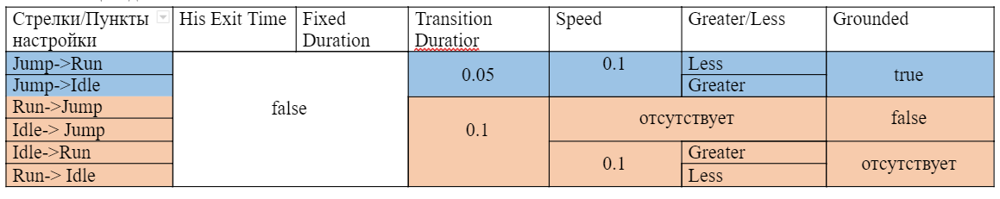 Стрелки/Пункты настройки His Exit Time Fixed Duration Transition Duratior Speed Greater/Less Grounded
Jump->Run false 0.05 0.1 Less true
Jump->Idle Greater
Run->Jump 0.1 отсутствует false
Idle-> Jump
Idle->Run 0.1 Greater отсутствует
Run-> Idle Less